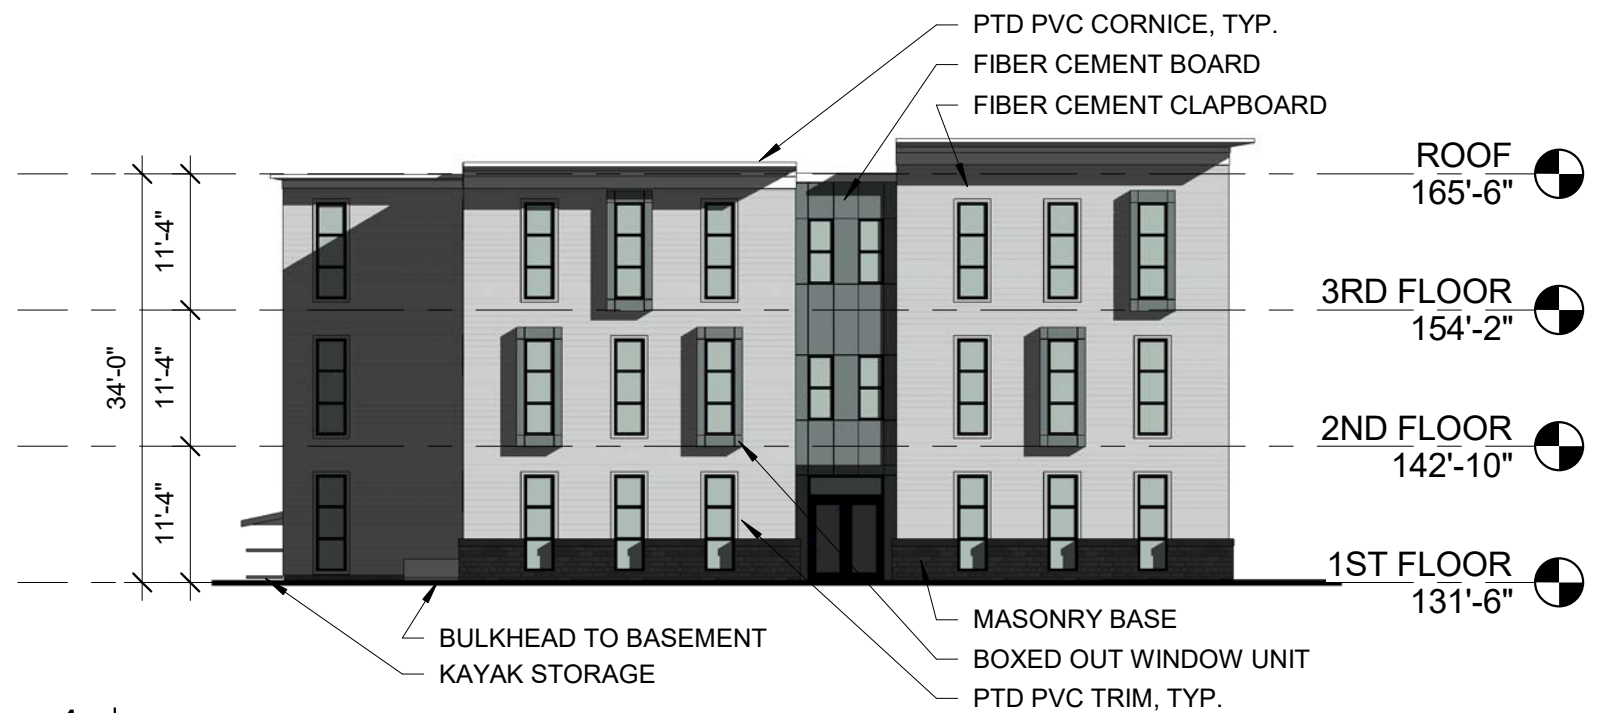 PTD PVC CORNICE, TYP.
FIBER CEMENT BOARD
FIBER CEMENT CLAPBOARD
ROOF
165'-6"
11'-4"
3RD FLOOR
154'-2"
34'-0"
11'-4"
2ND FLOOR
142'-10"
11'-4"
1ST FLOOR
131'-6"
MASONRY BASE
BULKHEAD TO BASEMENT
BOXED OUT WINDOW UNIT
KAYAK STORAGE
PTD PVC TRIM, TYP.